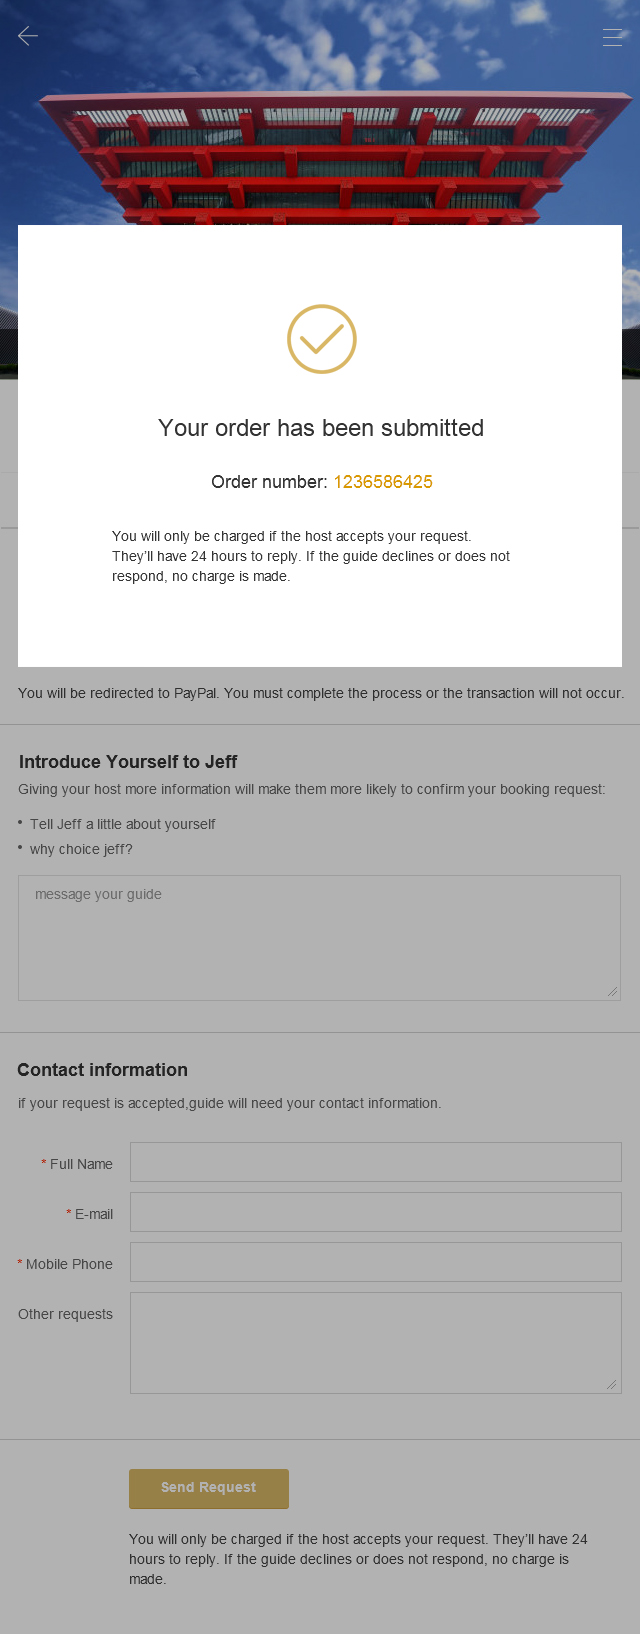 Your order has been submitted
Order number: 1236586425
You will only be charged if the host accepts your request.
They’ll have 24 hours to reply. If the guide declines or does not
respond, no charge is made.
You will be redirected to PayPal. You must complete the process or the transaction will not occur.
Introduce Yourself to Jeff
Giving your host more information will make them more likely to confirm your booking request:
• Tell Jeff a little about yourself
• why choice jeff?
message your guide
Contact information
if your request is accepted,guide will need your contact information.
* Full Name
* E-mail
* Mobile Phone
Other requests
Send Request
You will only be charged if the host accepts your request. They’ll have 24
hours to reply. If the guide declines or does not respond, no charge is
made.